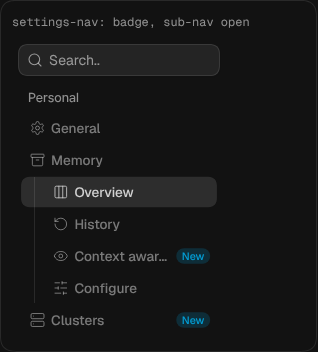 settings-nav: badge, sub-nav open
Search..
Personal
General
Memory
Overview
History
Context awar... New
Configure
Clusters New